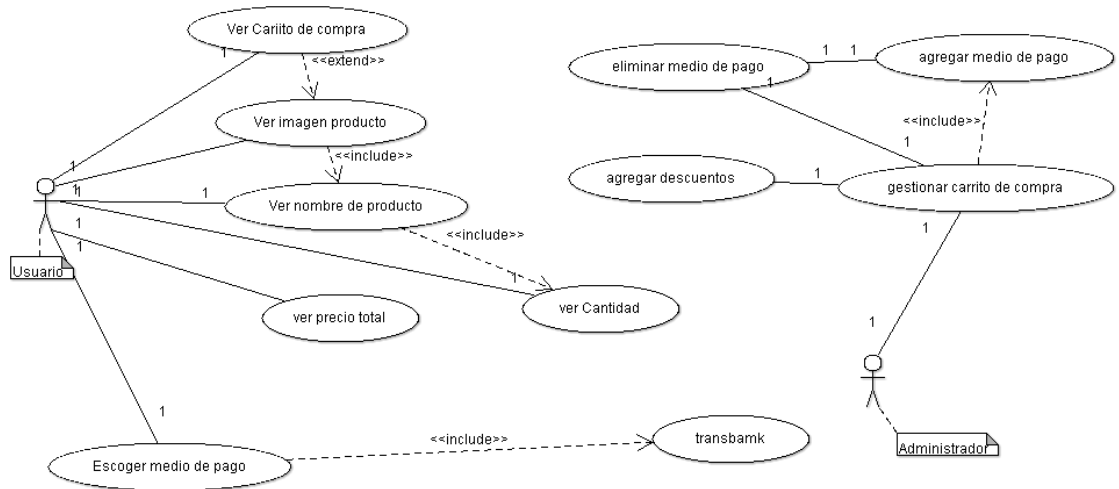 Ver Cariito de compra
1
<<extend>>
Ver imagen producto
<<include>>
1
1
1
1
Ver nombre de producto
<<include>>
1
1
Usuario
1
ver precio total
ver Cantidad
1
Escoger medio de pago
<<include>>
transbamk
eliminar medio de pago
1
1
agregar medio de pago
1
<<include>>
1
agregar descuentos
1
gestionar carrito de compra
1
1
Administrador